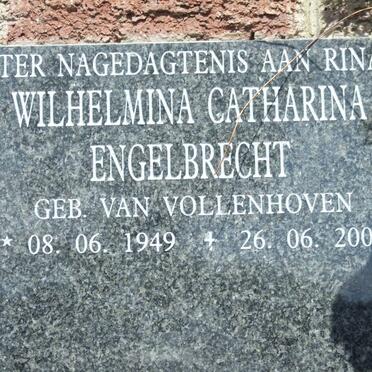 TER NAGEDAGTENIS AAN RINA
WILHELMINA CATHARINA
ENGELBRECHT
GEB. VAN VOLLENHOVEN
* 08. 06. 1949 26. 06. 200